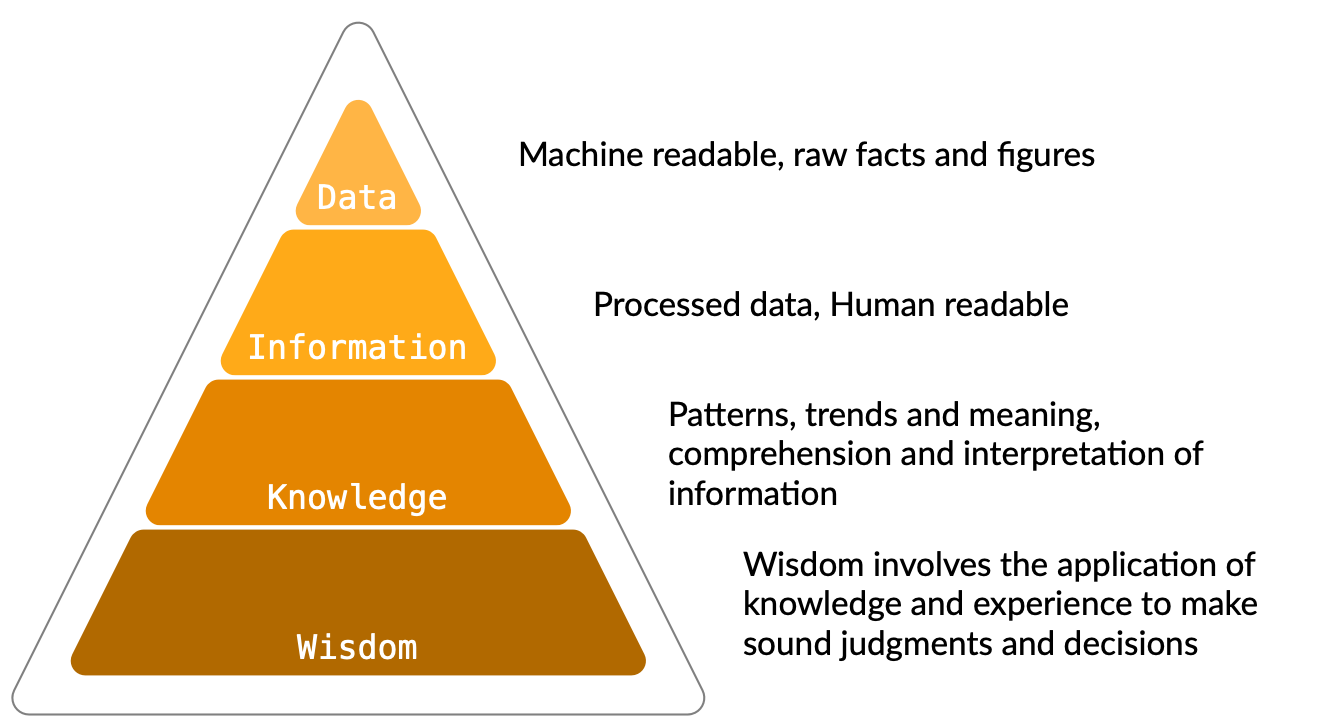 Data
Machine readable, raw facts and figures
Information
Processed data, Human readable
Knowledge
Patterns, trends and meaning,
comprehension and interpretation of
information
Wisdom
Wisdom involves the application of
knowledge and experience to make
sound judgments and decisions